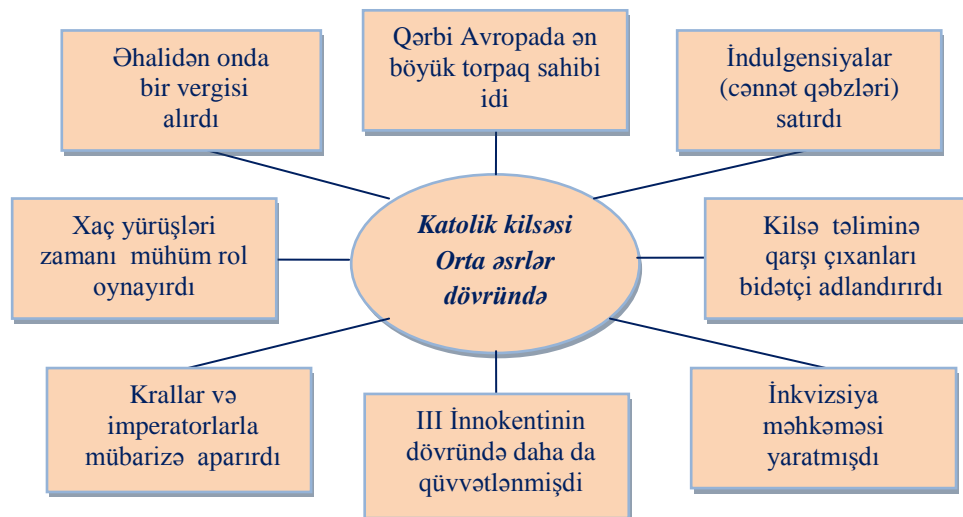 Əhalidən onda
bir vergisi
alırdı
Qərbi Avropada ən
böyük torpaq sahibi
idi
İndulgensiyalar
(cənnət qəbzləri)
satırdı
Xaç yürüşləri
zamanı mühüm rol
oynayırdı
Katolik kilsəsi
Orta əsrlər
dövründə
Kilsə təliminə
qarşı çıxanları
bidətçi adlandırırdı
Krallar və
imperatorlarla
mübarizə aparırdı
III İnnokentinin
dövründə daha da
qüvvətlənmişdi
İnkvizsiya
məhkəməsi
yaratmışdı